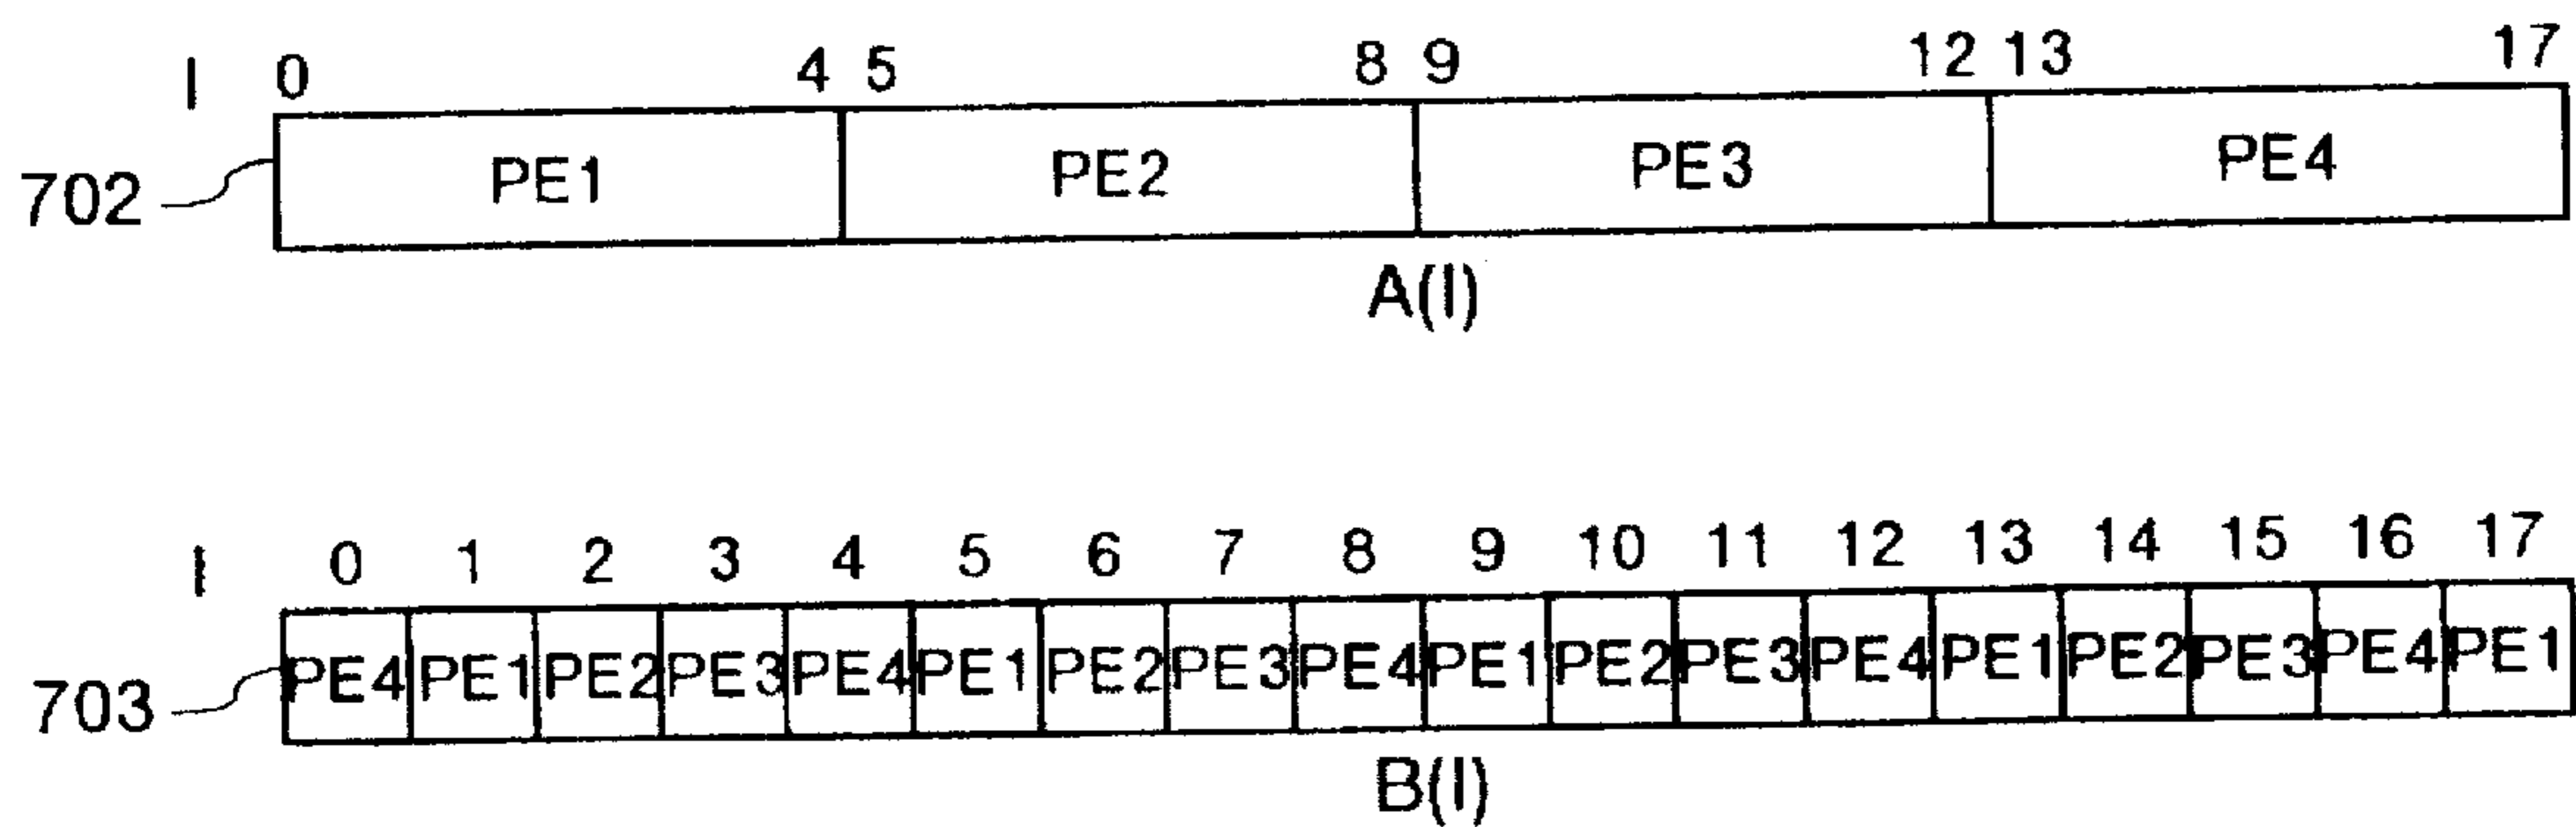 I 0 4 5 8 9 12 13 17
702 PE1 PE2 PE3 PE4
A(I)
I 0 1 2 3 4 5 6 7 8 9 10 11 12 13 14 15 16 17
703 PE4 PE1 PE2 PE3 PE4 PE1 PE2 PE3 PE4 PE1 PE2 PE3 PE4 PE1 PE2 PE3 PE4 PE1
B(I)